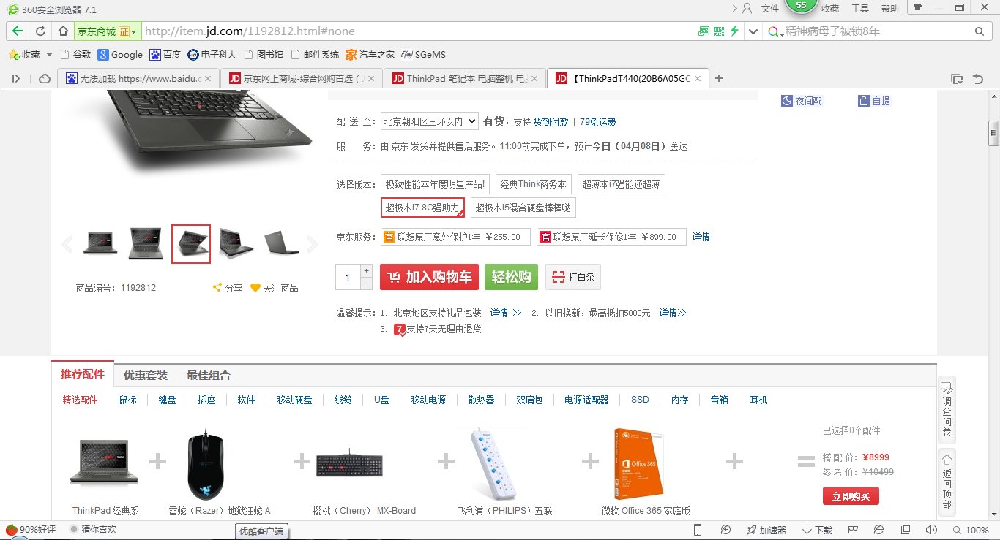 360安全浏览器 7.1
文件 收藏 工具 帮助
55
京东商城 证
http://item.jd.com/1192812.html#none
精神病母子被锁8年
收藏 谷歌 Google 百度 电子科大 图书馆 邮件系统 汽车之家 SGeMS
无法加载 https://www.baidu.c
京东网上商城-综合网购首选（
ThinkPad 笔记本 电脑整机
【ThinkPadT440(20B6A05GC
夜间配 自提
配 送 至：北京朝阳区三环以内 有货，支持 货到付款 | 79免运费
服 务：由 京东 发货并提供售后服务。11:00前完成下单，预计今日（04月08日）送达
选择版本：极致性能本年度明星产品! 经典Think商务本 超薄本i7强能还超薄
超极本i7 8G强助力 超极本i5混合硬盘棒棒哒
京东服务：官 联想原厂意外保护1年 ￥255.00 官 联想原厂延长保修1年 ￥899.00 详情
1 + - 加入购物车 轻松购 打白条
商品编号：1192812 分享 关注商品
温馨提示：1. 北京地区支持礼品包装 详情 >> 2. 以旧换新，最高抵扣5000元 详情>>
3. 7 支持7天无理由退货
推荐配件 优惠套装 最佳组合
精选配件 鼠标 键盘 插座 软件 移动硬盘 线缆 U盘 移动电源 散热器 双肩包 电源适配器 SSD 内存 音箱 耳机
调查问卷
返回顶部
Office 365
已选择0个配件
搭 配 价：¥8999
参 考 价：¥10499
立即购买
ThinkPad 经典系
雷蛇（Razer）地狱狂蛇 A
樱桃（Cherry） MX-Board
飞利浦（PHILIPS）五联
微软 Office 365 家庭版
90%好评 猜你喜欢 优酷客户端 加速器 下载 100%